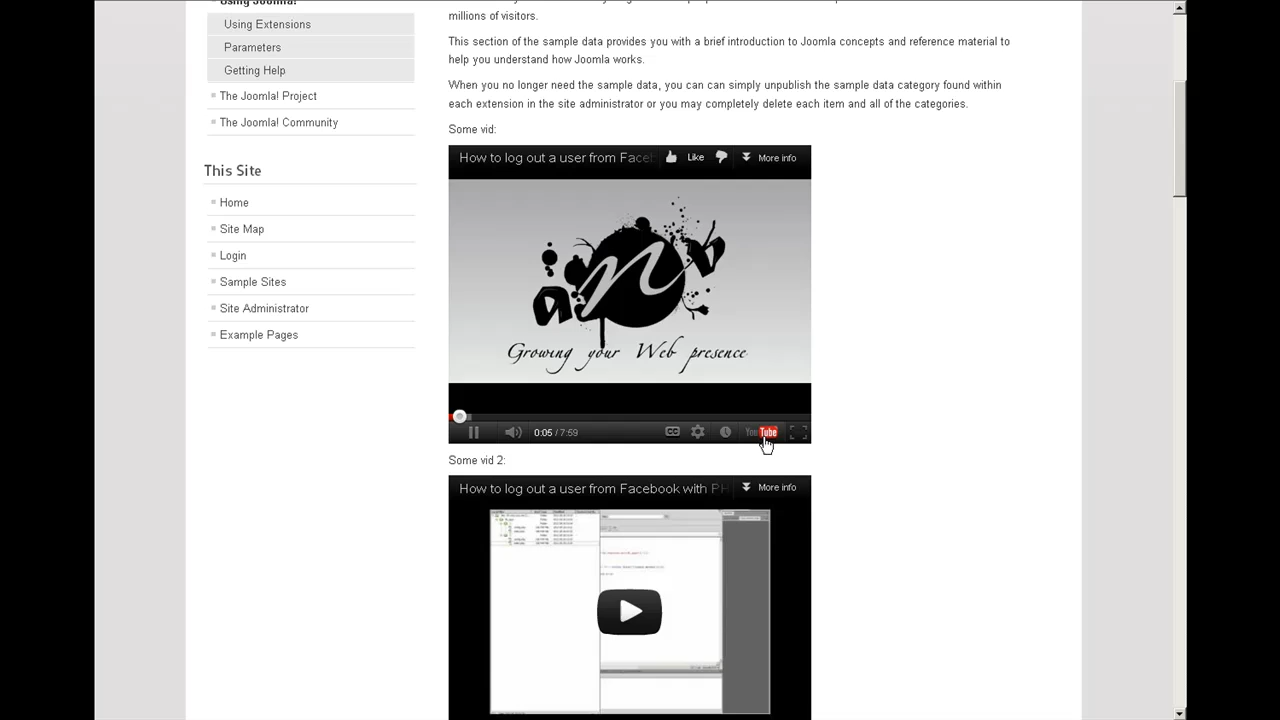 Using Joomla!
Using Extensions
Parameters
Getting Help
The Joomla! Project
The Joomla! Community
This Site
Home
Site Map
Login
Sample Sites
Site Administrator
Example Pages
millions of visitors.
This section of the sample data provides you with a brief introduction to Joomla concepts and reference material to
help you understand how Joomla works.
When you no longer need the sample data, you can can simply unpublish the sample data category found within
each extension in the site administrator or you may completely delete each item and all of the categories.
Some vid:
How to log out a user from Face Like More info
anb
Growing your Web presence
0:05 / 7:59 YouTube
Some vid 2:
How to log out a user from Facebook with PH More info